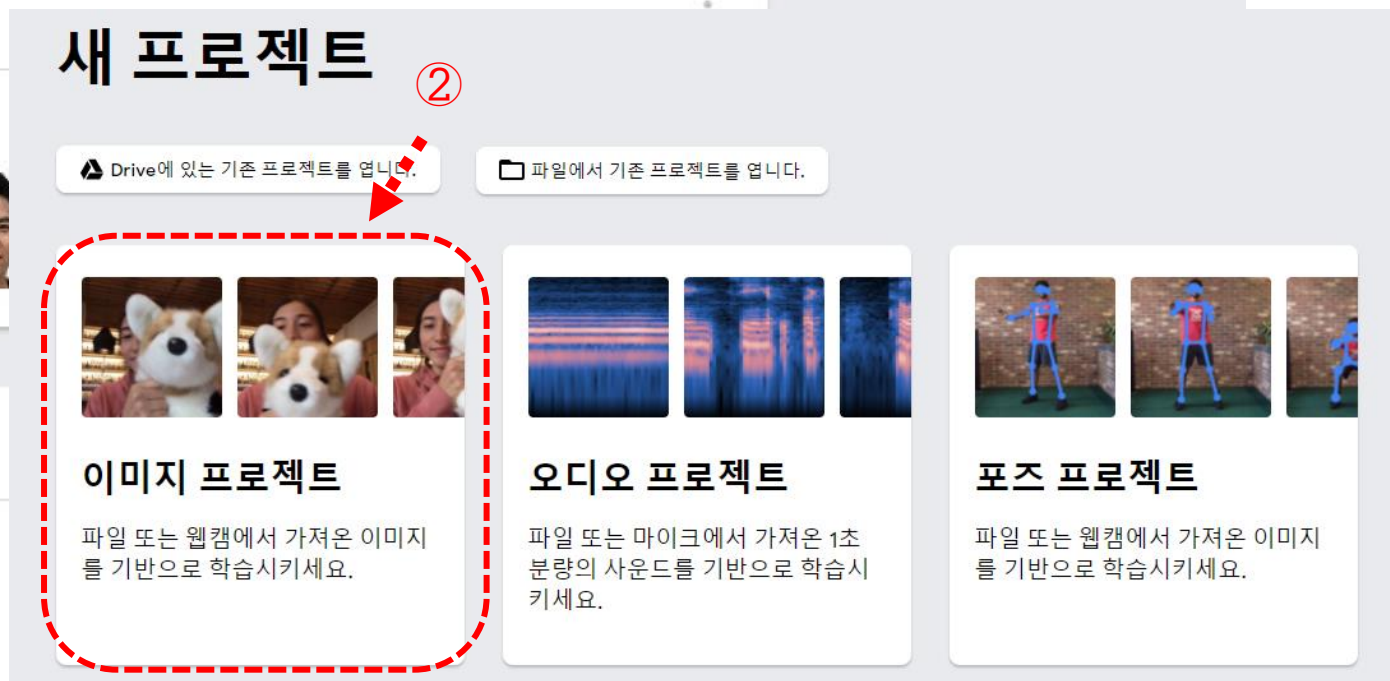 새 프로젝트
②
Drive에 있는 기존 프로젝트를 엽니다.
파일에서 기존 프로젝트를 엽니다.
이미지 프로젝트
파일 또는 웹캠에서 가져온 이미지
를 기반으로 학습시키세요.
오디오 프로젝트
파일 또는 마이크에서 가져온 1초
분량의 사운드를 기반으로 학습시
키세요.
포즈 프로젝트
파일 또는 웹캠에서 가져온 이미지
를 기반으로 학습시키세요.